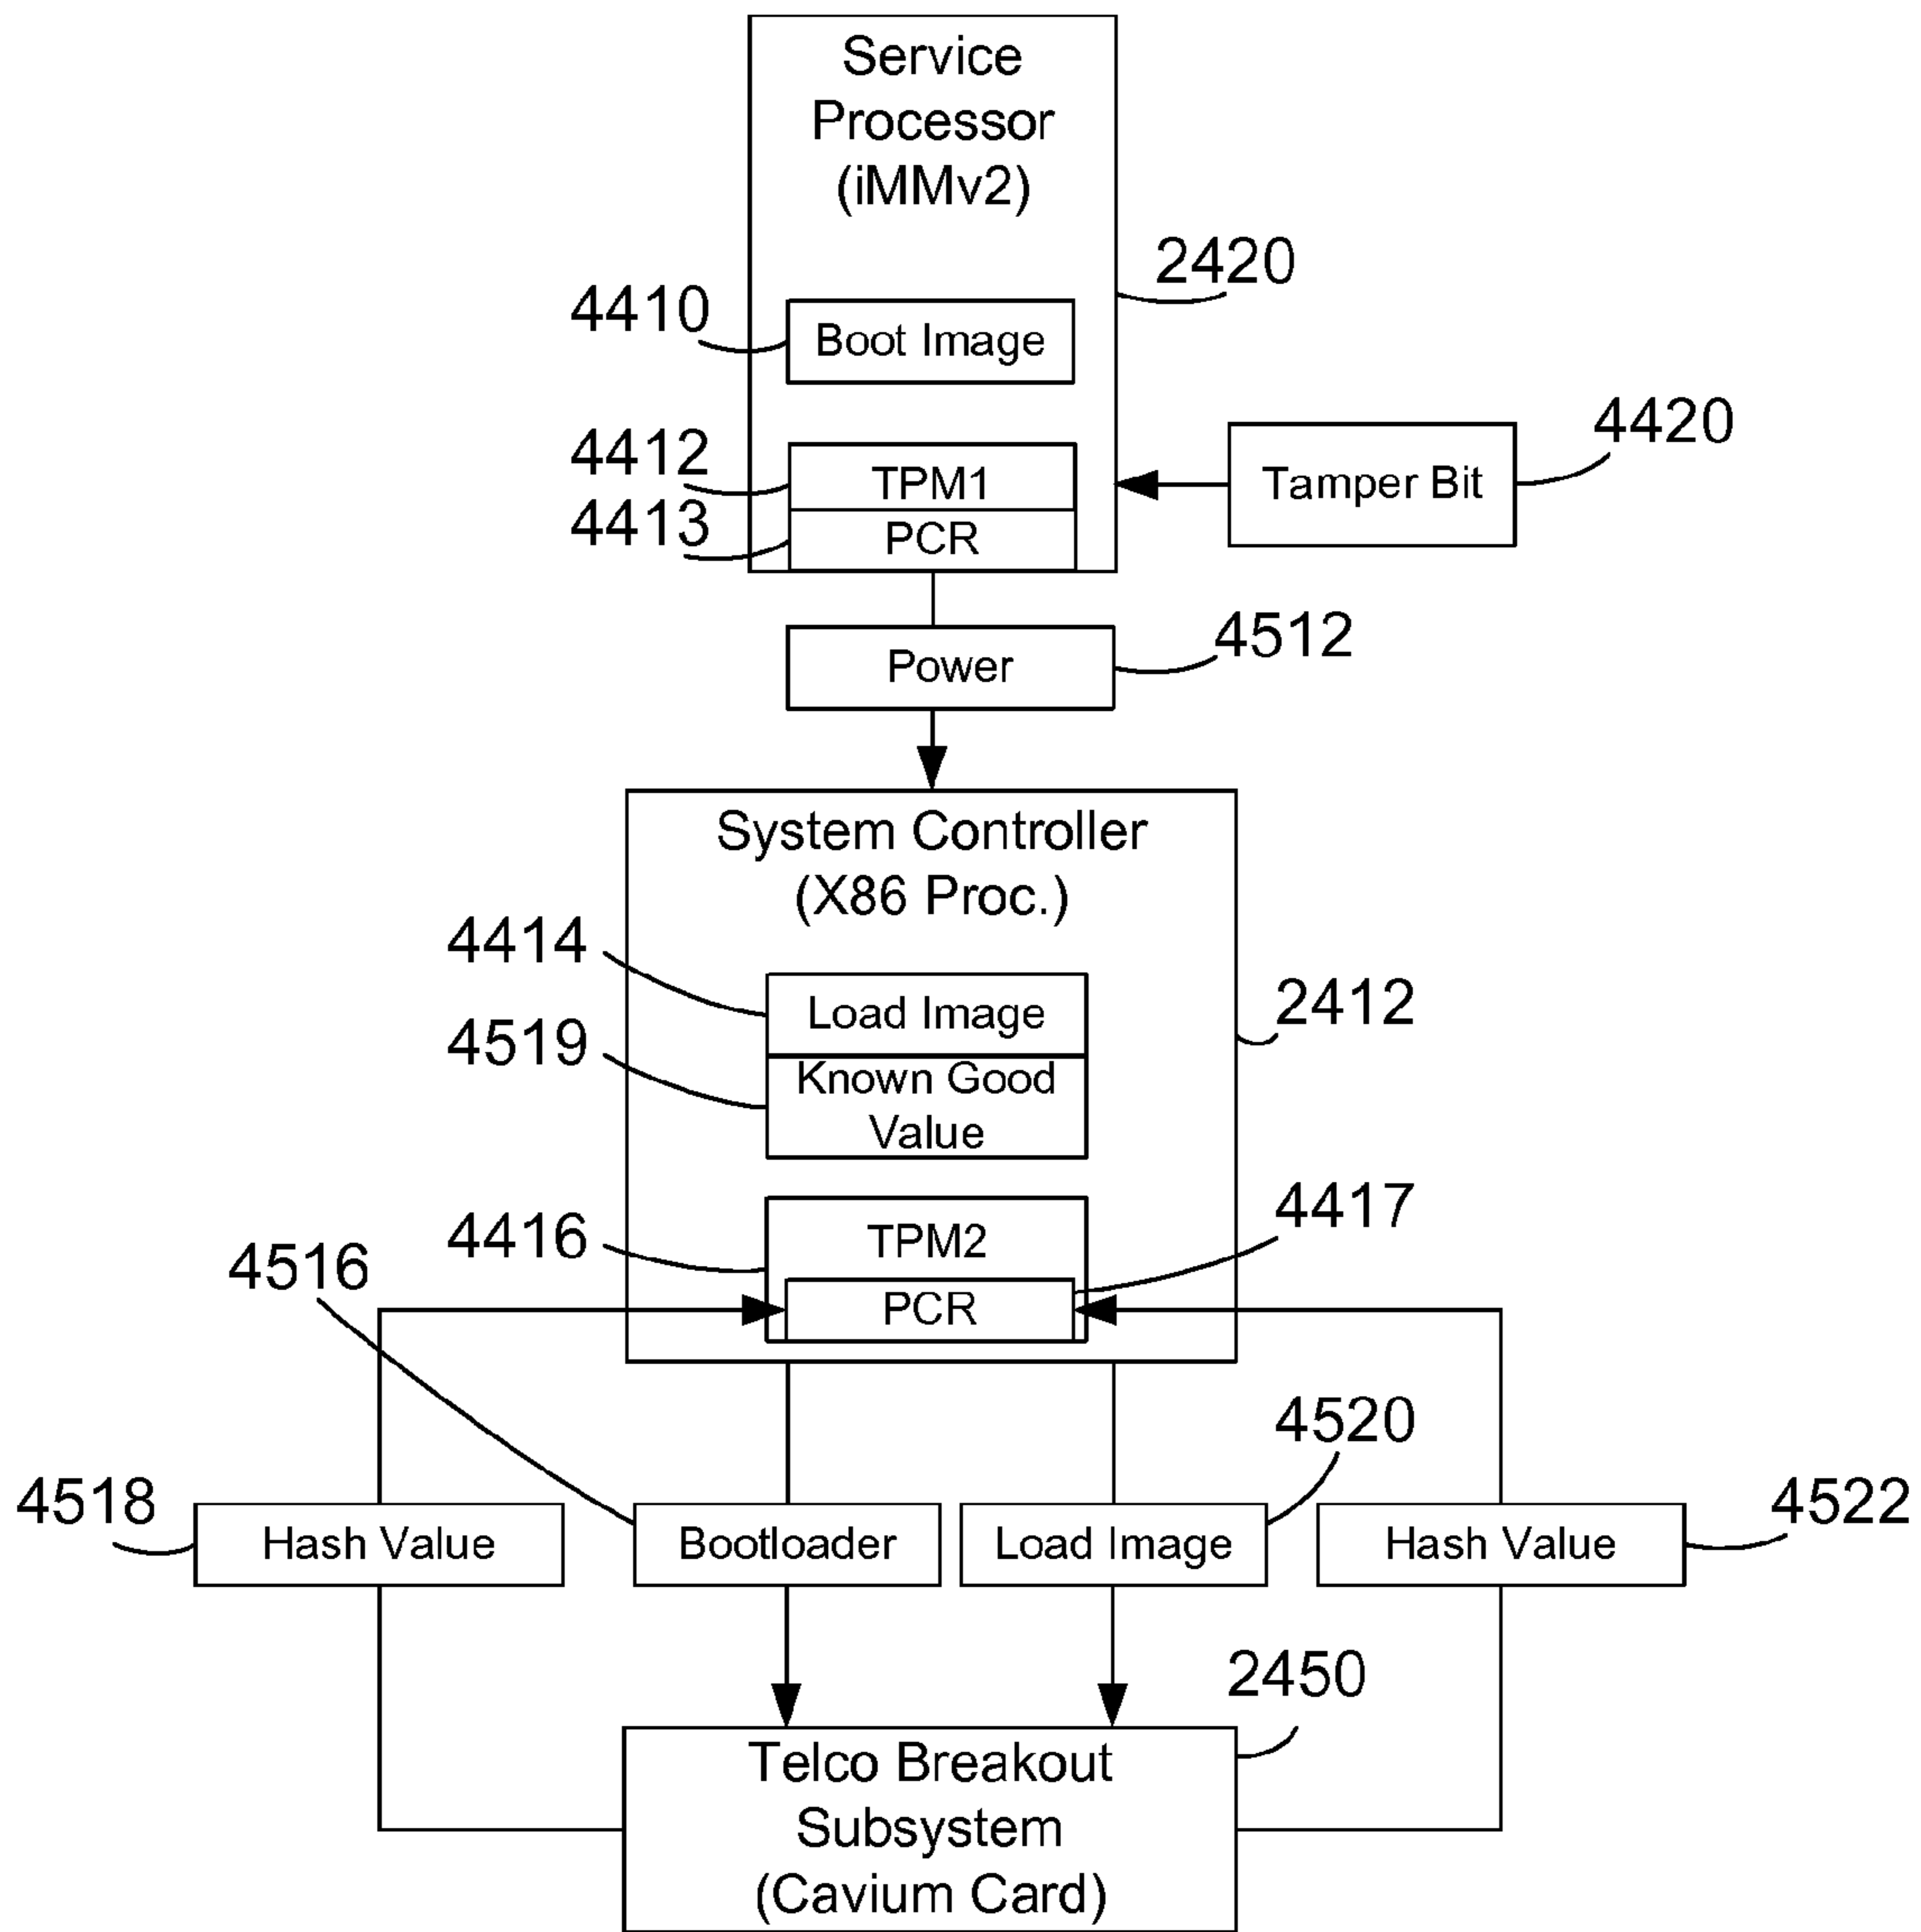 Service
Processor
(iMMv2)
2420
4410
Boot Image
4420
4412
TPM1
Tamper Bit
4413
PCR
4512
Power
System Controller
(X86 Proc.)
4414
Load Image
2412
4519
Known Good
Value
4417
4416
TPM2
4516
PCR
4520
4518
Hash Value
Bootloader
Load Image
Hash Value
4522
2450
Telco Breakout
Subsystem
(Cavium Card)